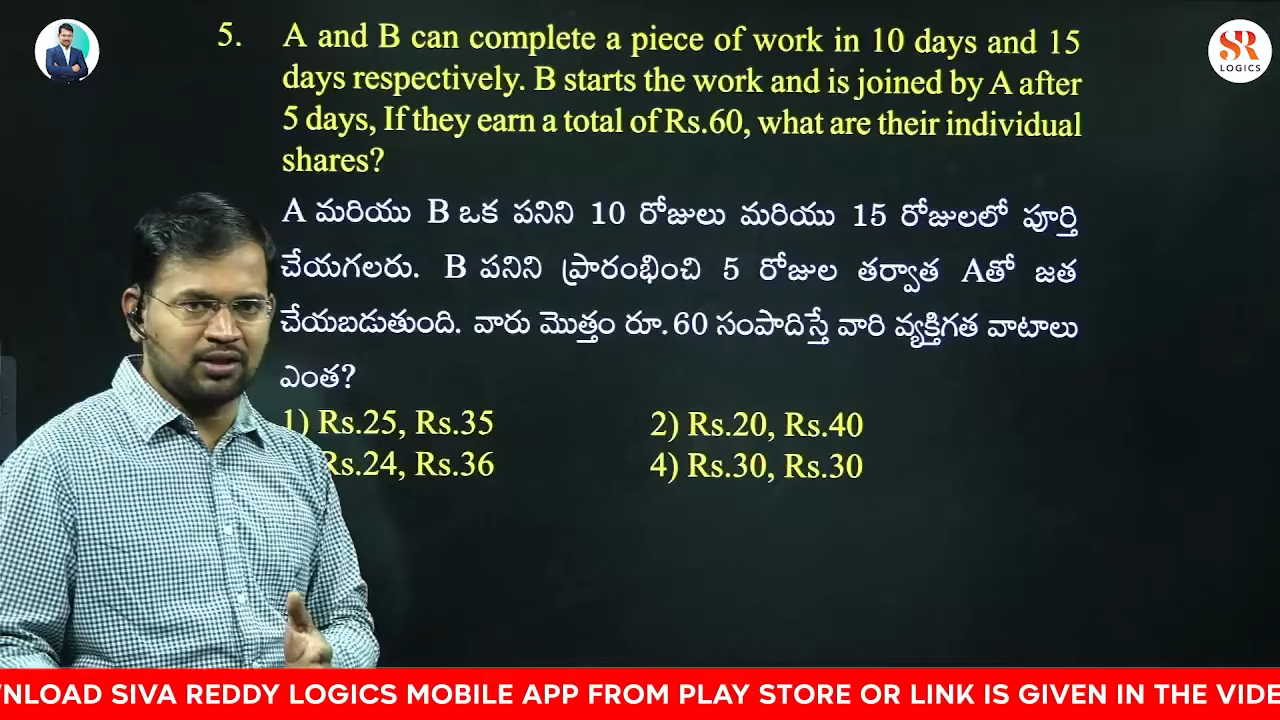 SR
LOGICS
5. A and B can complete a piece of work in 10 days and 15
days respectively. B starts the work and is joined by A after
5 days, If they earn a total of Rs.60, what are their individual
shares?
A మరియు B ఒక పనిని 10 రోజులు మరియు 15 రోజులలో పూర్తి
చేయగలరు. B పనిని ప్రారంభించి 5 రోజుల తర్వాత Aతో జత
చేయబడుతుంది. వారు మొత్తం రూ.60 సంపాదిస్తే వారి వ్యక్తిగత వాటాలు
ఎంత?
1) Rs.25, Rs.35 2) Rs.20, Rs.40
Rs.24, Rs.36 4) Rs.30, Rs.30
WNLOAD SIVA REDDY LOGICS MOBILE APP FROM PLAY STORE OR LINK IS GIVEN IN THE VIDE